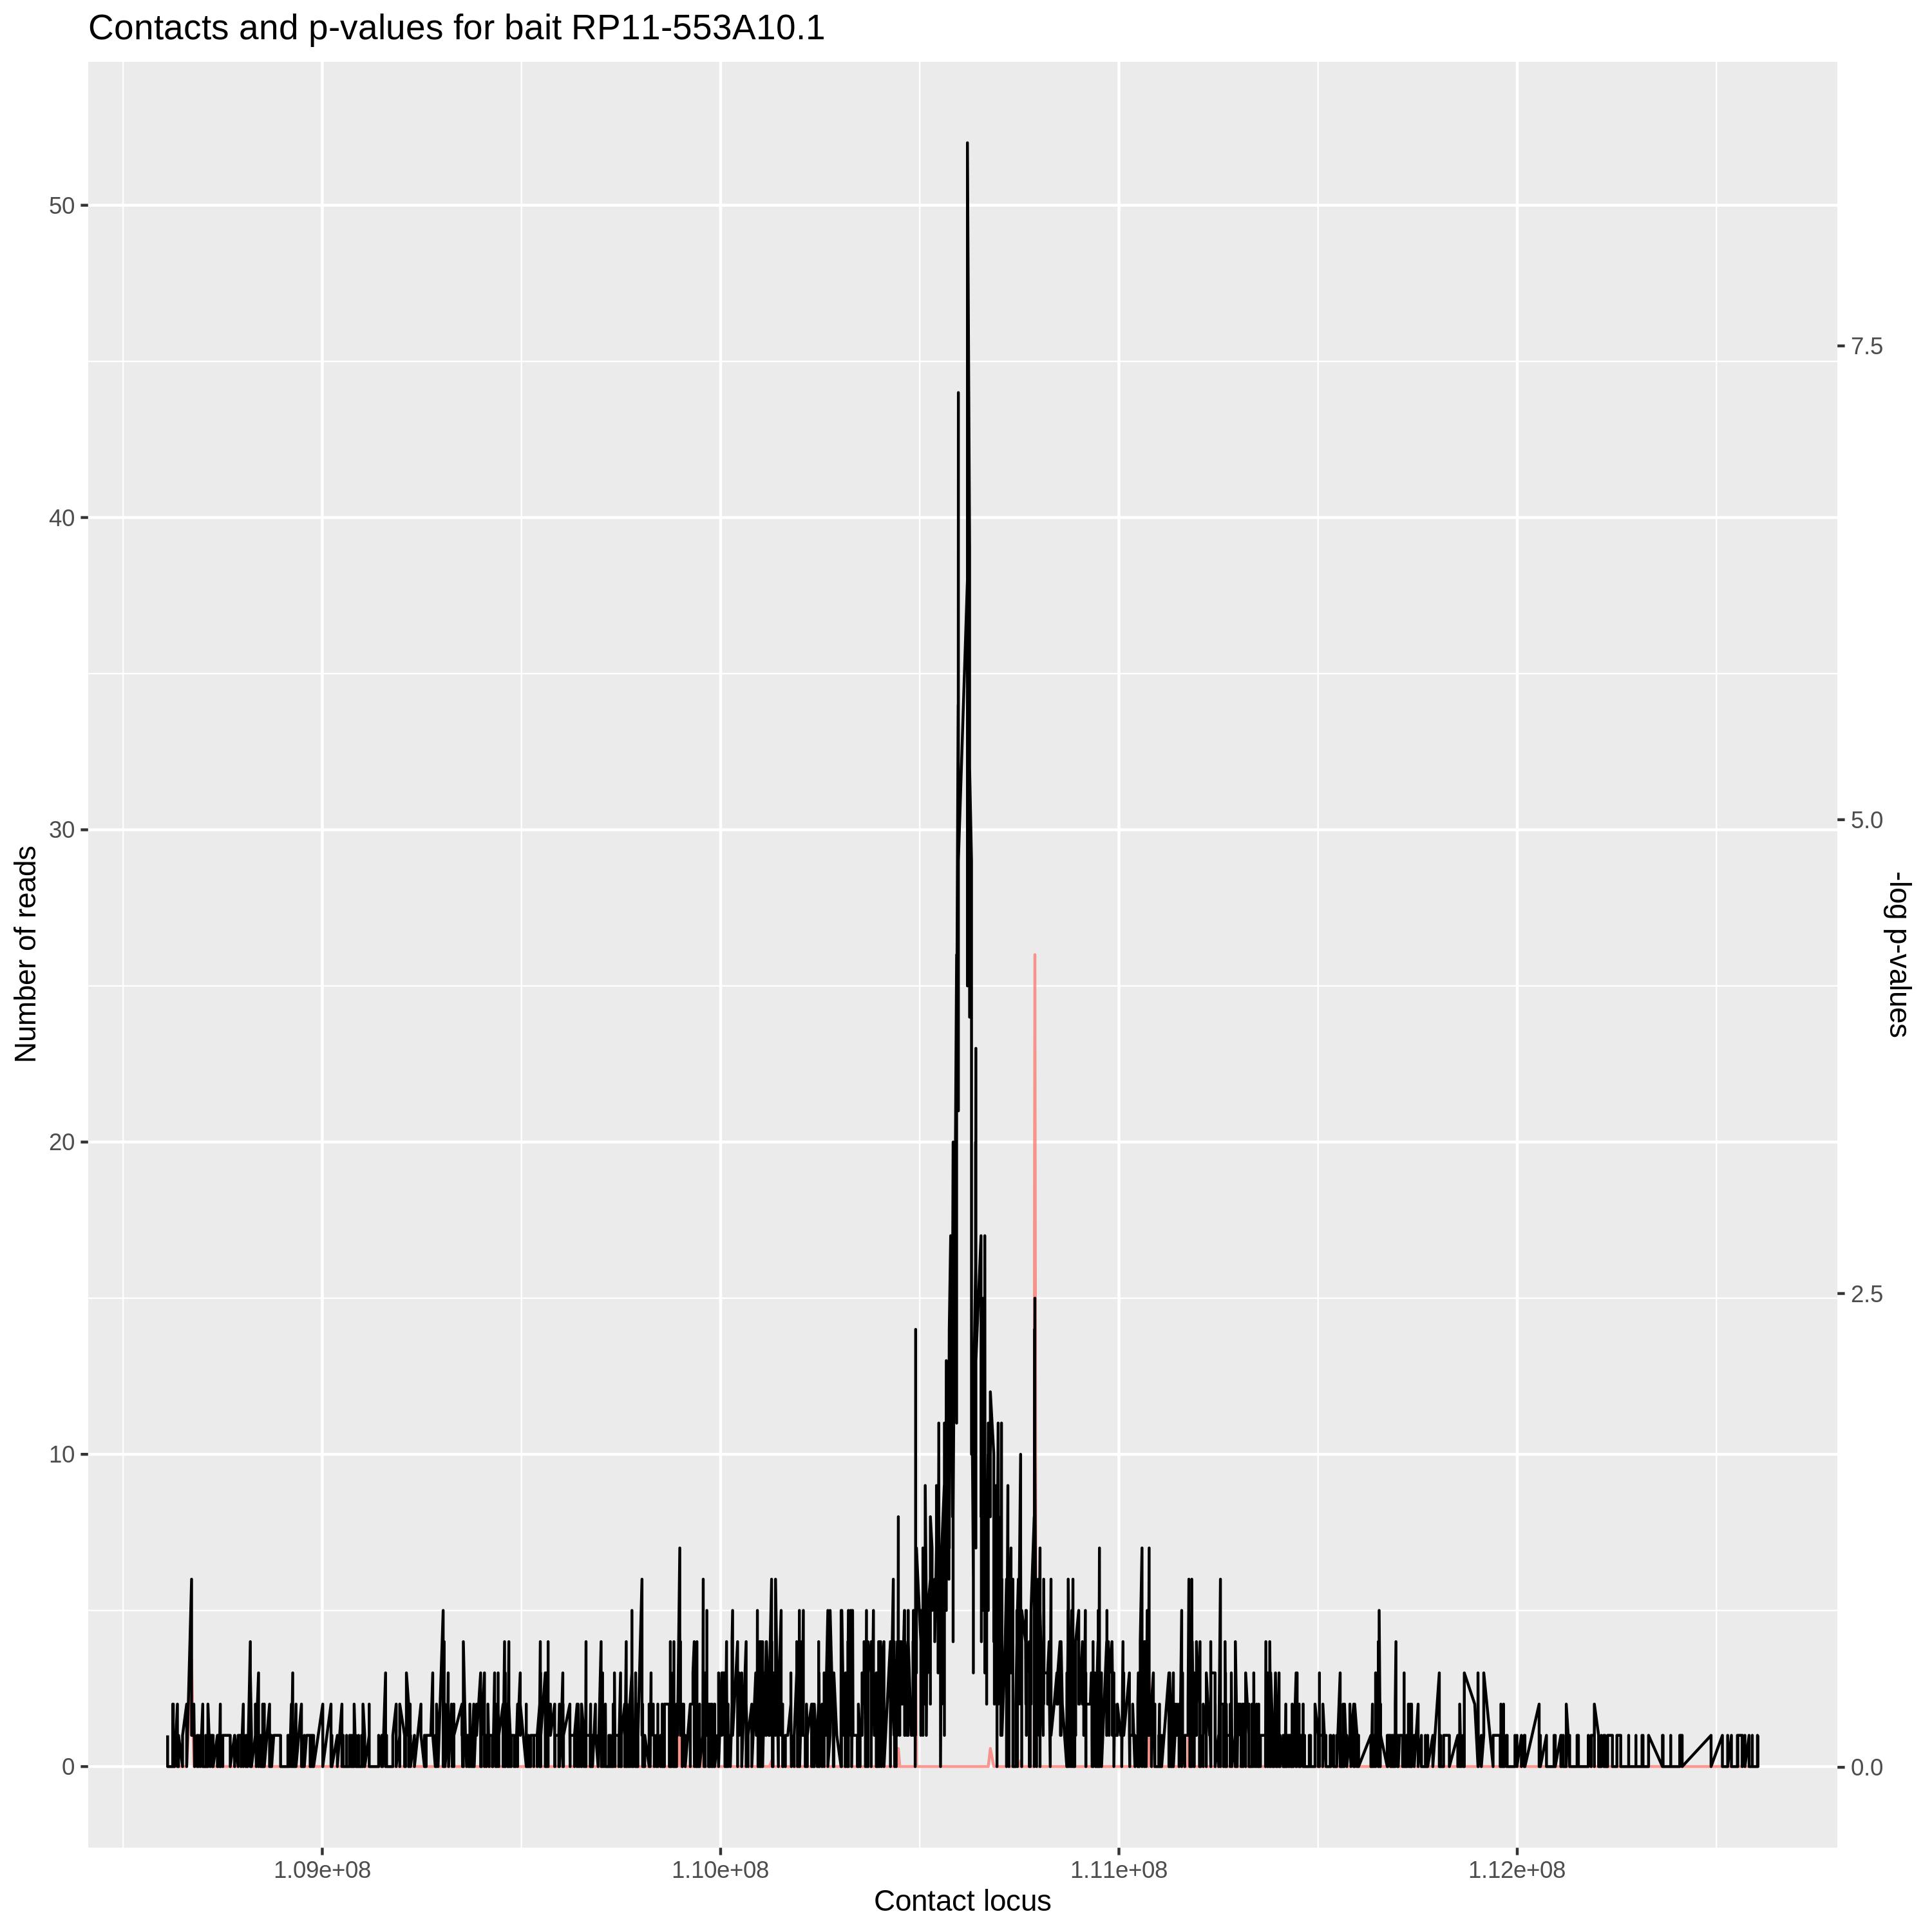 Contacts and p-values for bait RP11-553A10.1
50
40
30
20
10
0
Number of reads
7.5
5.0
2.5
0.0
-log p-values
1.09e+08
1.10e+08
1.11e+08
1.12e+08
Contact locus